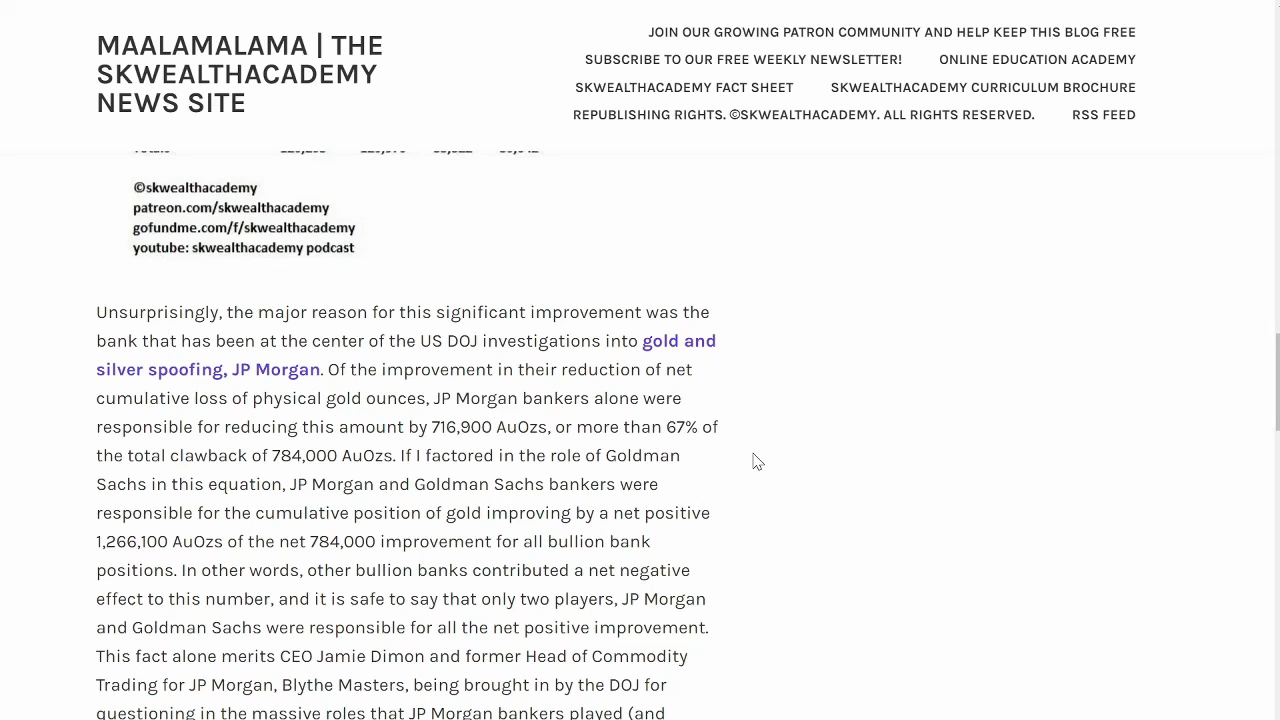 MAALAMALAMA | THE
SKWEALTHACADEMY
NEWS SITE
JOIN OUR GROWING PATRON COMMUNITY AND HELP KEEP THIS BLOG FREE
SUBSCRIBE TO OUR FREE WEEKLY NEWSLETTER! ONLINE EDUCATION ACADEMY
SKWEALTHACADEMY FACT SHEET SKWEALTHACADEMY CURRICULUM BROCHURE
REPUBLISHING RIGHTS. ©SKWEALTHACADEMY. ALL RIGHTS RESERVED. RSS FEED
©skwealthacademy
patreon.com/skwealthacademy
gofundme.com/f/skwealthacademy
youtube: skwealthacademy podcast
Unsurprisingly, the major reason for this significant improvement was the
bank that has been at the center of the US DOJ investigations into gold and
silver spoofing, JP Morgan. Of the improvement in their reduction of net
cumulative loss of physical gold ounces, JP Morgan bankers alone were
responsible for reducing this amount by 716,900 AuOzs, or more than 67% of
the total clawback of 784,000 AuOzs. If I factored in the role of Goldman
Sachs in this equation, JP Morgan and Goldman Sachs bankers were
responsible for the cumulative position of gold improving by a net positive
1,266,100 AuOzs of the net 784,000 improvement for all bullion bank
positions. In other words, other bullion banks contributed a net negative
effect to this number, and it is safe to say that only two players, JP Morgan
and Goldman Sachs were responsible for all the net positive improvement.
This fact alone merits CEO Jamie Dimon and former Head of Commodity
Trading for JP Morgan, Blythe Masters, being brought in by the DOJ for
questioning in the massive roles that JP Morgan bankers played (and